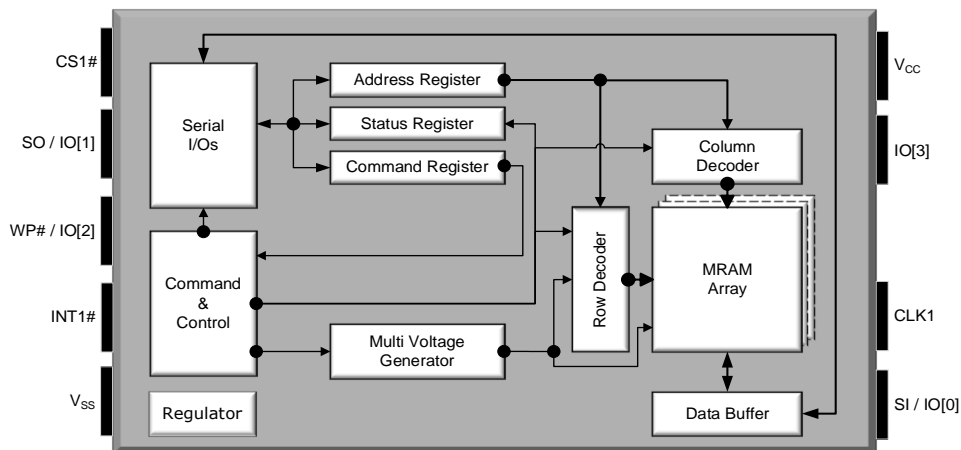 CS1#
SO / IO[1]
WP# / IO[2]
INT1#
VSS
Serial
I/Os
Command
&
Control
Regulator
Address Register
Status Register
Command Register
Multi Voltage
Generator
Row Decoder
Column
Decoder
MRAM
Array
Data Buffer
VCC
IO[3]
CLK1
SI / IO[0]